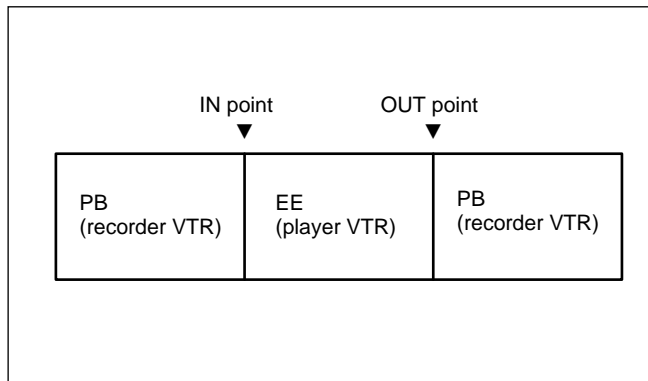 IN point OUT point
▼ ▼
PB
(recorder VTR)
EE
(player VTR)
PB
(recorder VTR)